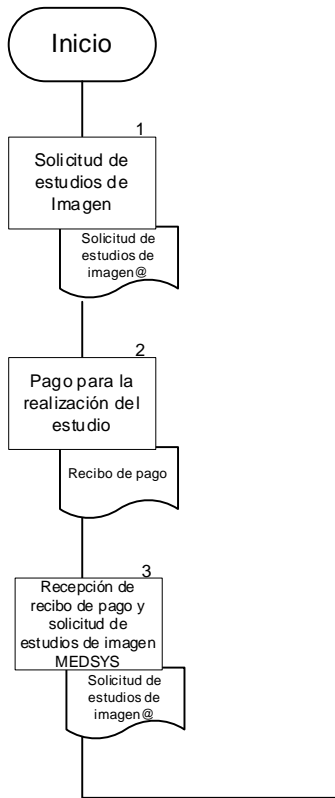 Inicio
1
Solicitud de
estudios de
Imagen
Solicitud de
estudios de
imagen@
2
Pago para la
realización del
estudio
Recibo de pago
3
Recepción de
recibo de pago y
solicitud de
estudios de imagen
MEDSYS
Solicitud de
estudios de
imagen@